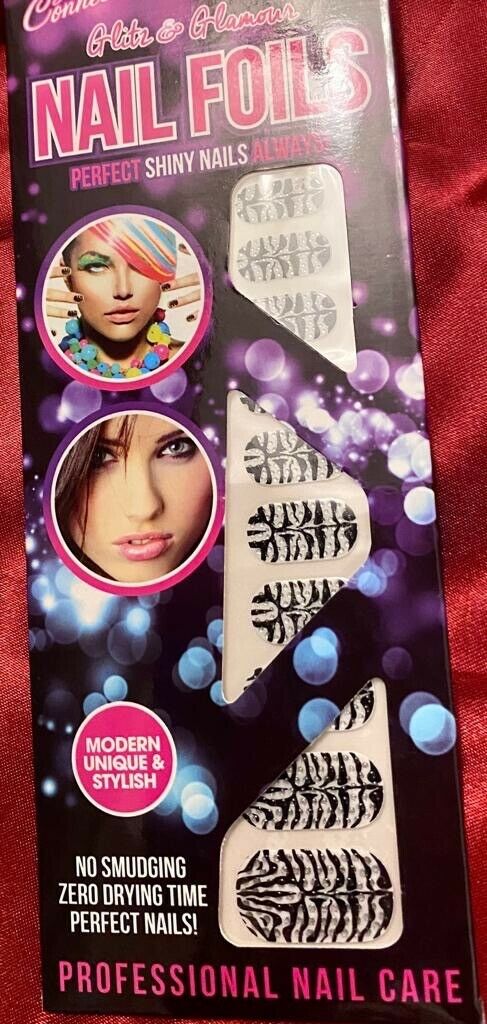 Glitz & Glamour
NAIL FOILS
PERFECT SHINY NAILS ALWAYS
MODERN
UNIQUE &
STYLISH
NO SMUDGING
ZERO DRYING TIME
PERFECT NAILS!
PROFESSIONAL NAIL CARE